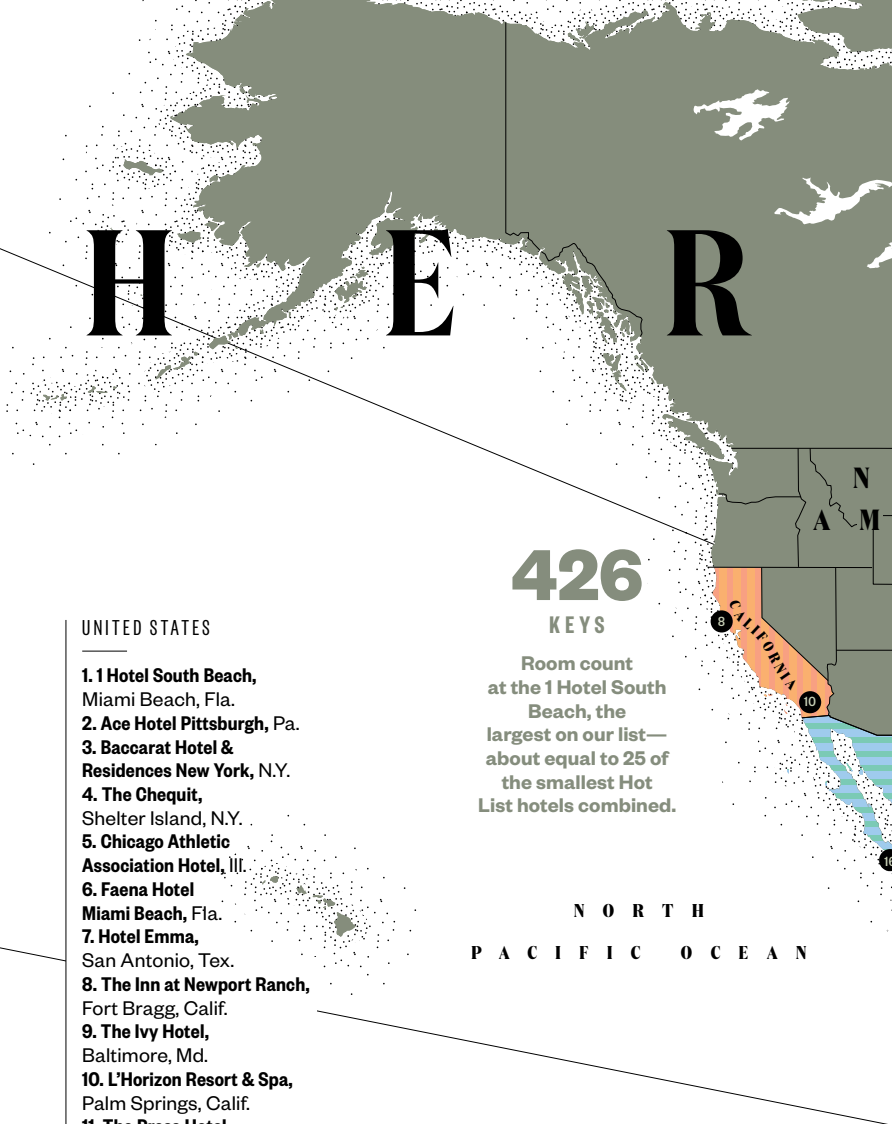 H E R
N
A M
426
KEYS
Room count
at the 1 Hotel South
Beach, the
largest on our list—
about equal to 25 of
the smallest Hot
List hotels combined.
8
CALIFORNIA
10
16
UNITED STATES
1. 1 Hotel South Beach,
Miami Beach, Fla.
2. Ace Hotel Pittsburgh, Pa.
3. Baccarat Hotel &
Residences New York, N.Y.
4. The Chequit,
Shelter Island, N.Y.
5. Chicago Athletic
Association Hotel, Ill.
6. Faena Hotel
Miami Beach, Fla.
7. Hotel Emma,
San Antonio, Tex.
8. The Inn at Newport Ranch,
Fort Bragg, Calif.
9. The Ivy Hotel,
Baltimore, Md.
10. L'Horizon Resort & Spa,
Palm Springs, Calif.
NORTH
PACIFIC OCEAN